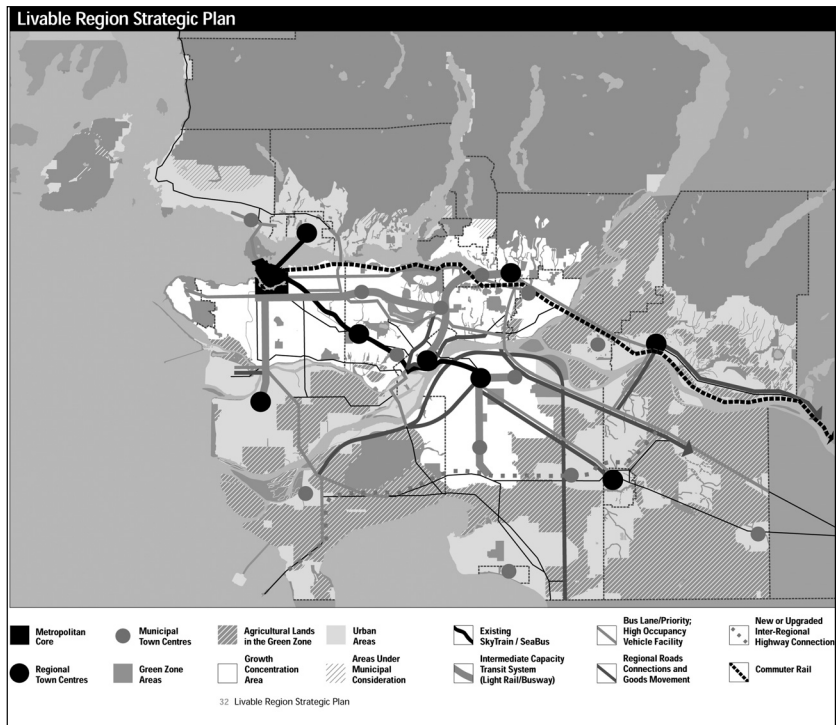 Livable Region Strategic Plan
Metropolitan
Core
Municipal
Town Centres
Agricultural Lands
in the Green Zone
Urban
Areas
Existing
SkyTrain / SeaBus
Bus Lane/Priority;
High Occupancy
Vehicle Facility
New or Upgraded
Inter-Regional
Highway Connection
Regional
Town Centres
Green Zone
Areas
Growth
Concentration
Area
Areas Under
Municipal
Consideration
Intermediate Capacity
Transit System
(Light Rail/Busway)
Regional Roads
Connections and
Goods Movement
Commuter Rail
32 Livable Region Strategic Plan